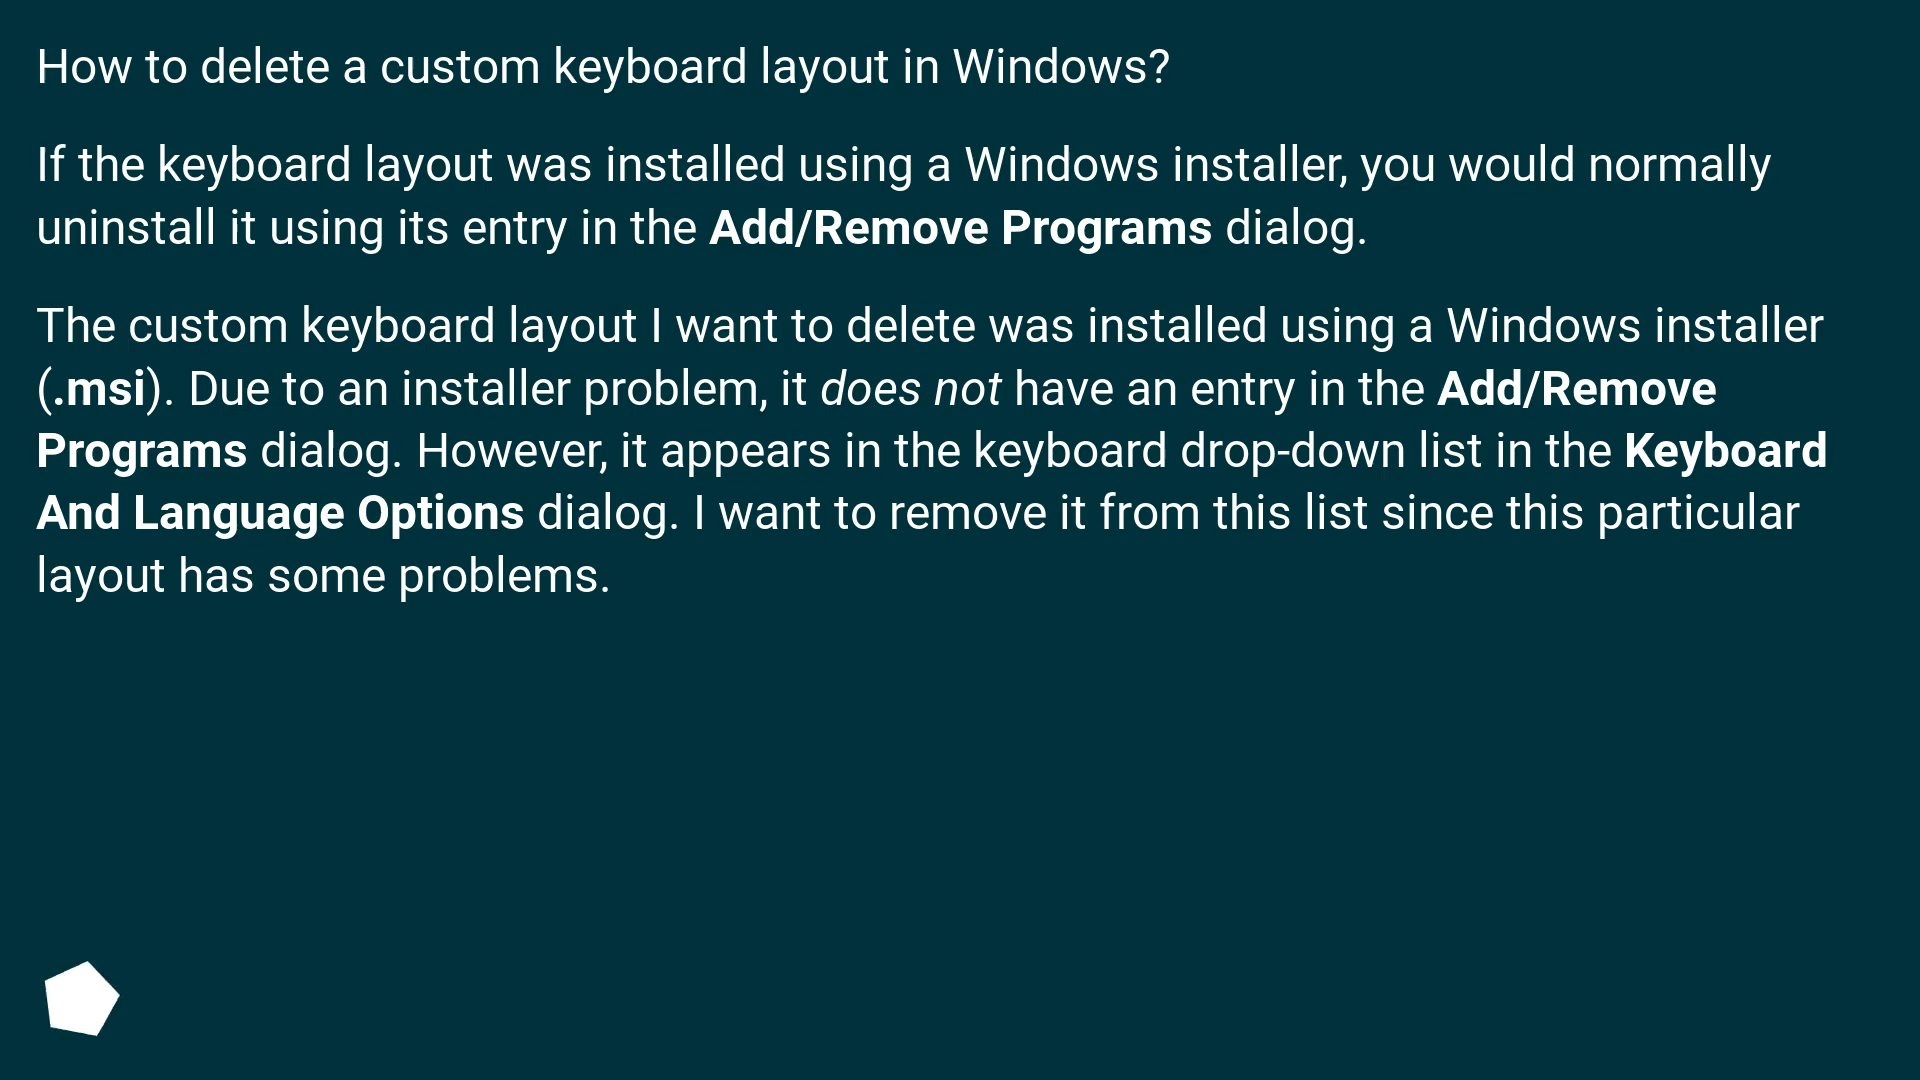 How to delete a custom keyboard layout in Windows?
If the keyboard layout was installed using a Windows installer, you would normally
uninstall it using its entry in the Add/Remove Programs dialog.
The custom keyboard layout I want to delete was installed using a Windows installer
(.msi). Due to an installer problem, it does not have an entry in the Add/Remove
Programs dialog. However, it appears in the keyboard drop-down list in the Keyboard
And Language Options dialog. I want to remove it from this list since this particular
layout has some problems.